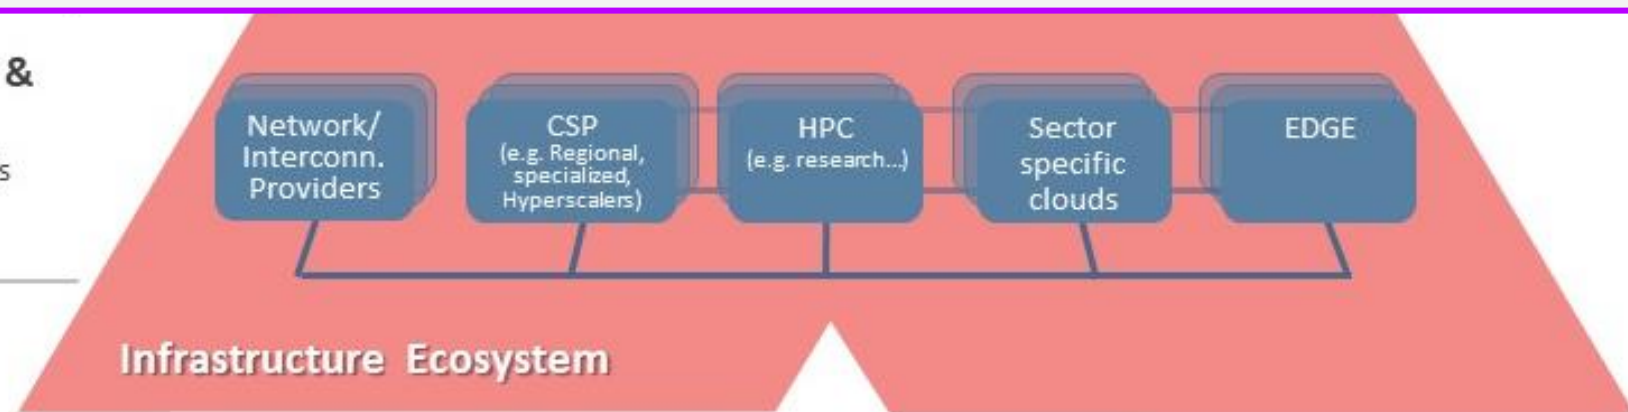 &
s
Network/
Interconn.
Providers
CSP
(e.g. Regional,
specialized,
Hyperscalers)
HPC
(e.g. research...)
Sector
specific
clouds
EDGE
Infrastructure Ecosystem